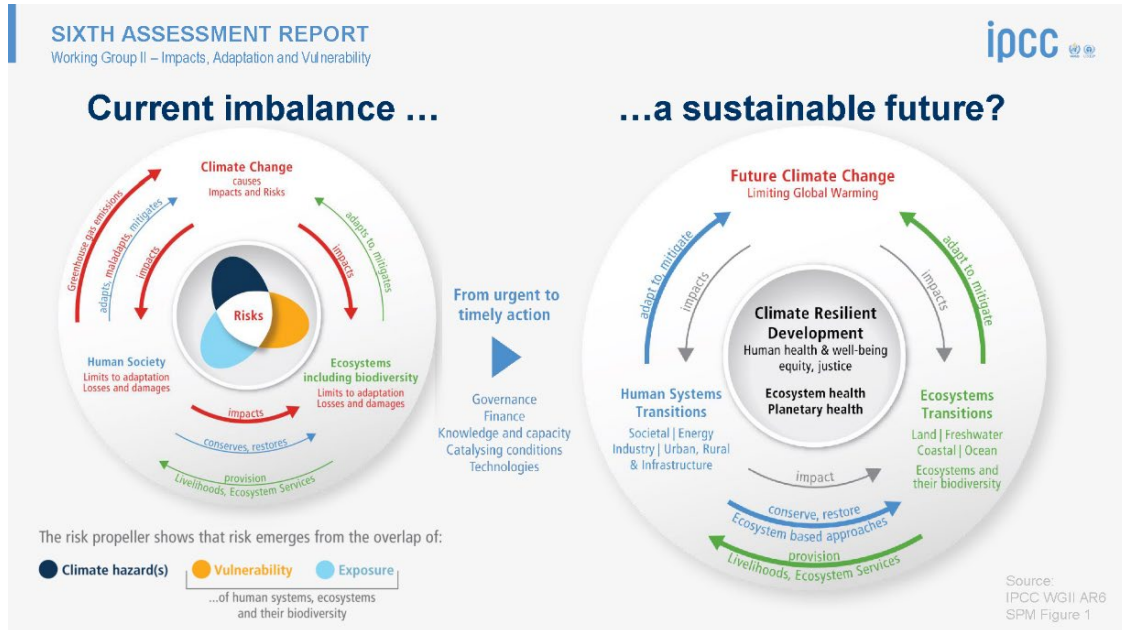 SIXTH ASSESSMENT REPORT
Working Group II – Impacts, Adaptation and Vulnerability
ipcc
Current imbalance ...
...a sustainable future?
Climate Change
causes
Impacts and Risks
Greenhouse gas emissions
adapts, maladapts, mitigates
impacts
impacts
adapts to, mitigates
Risks
Human Society
Limits to adaptation
Losses and damages
Ecosystems
including biodiversity
Limits to adaptation
Losses and damages
impacts
conserves, restores
provision
Livelihoods, Ecosystem Services
From urgent to
timely action
Governance
Finance
Knowledge and capacity
Catalysing conditions
Technologies
Future Climate Change
Limiting Global Warming
adapt to, mitigate
impacts
impacts
adapt to, mitigate
Climate Resilient
Development
Human health & well-being
equity, justice
Ecosystem health
Planetary health
Human Systems
Transitions
Societal | Energy
Industry | Urban, Rural
& Infrastructure
Ecosystems
Transitions
Land | Freshwater
Coastal | Ocean
Ecosystems and
their biodiversity
impact
conserve, restore
Ecosystem based approaches
provision
Livelihoods, Ecosystem Services
The risk propeller shows that risk emerges from the overlap of:
Climate hazard(s) Vulnerability Exposure
...of human systems, ecosystems
and their biodiversity
Source:
IPCC WGII AR6
SPM Figure 1